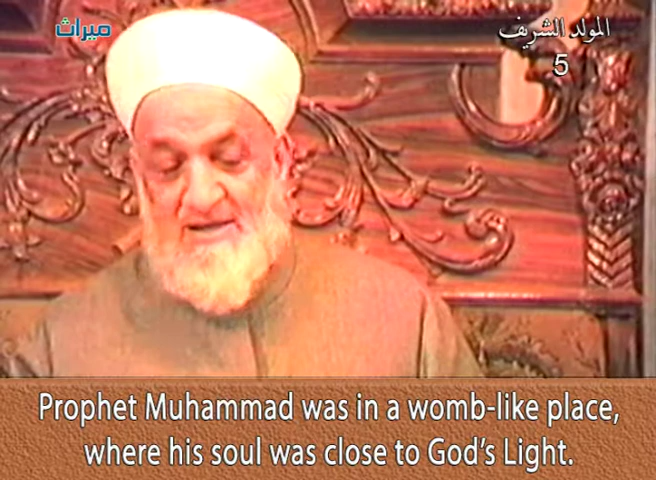 ميراث
المولد الشريف
5
Prophet Muhammad was in a womb-like place,
where his soul was close to God's Light.